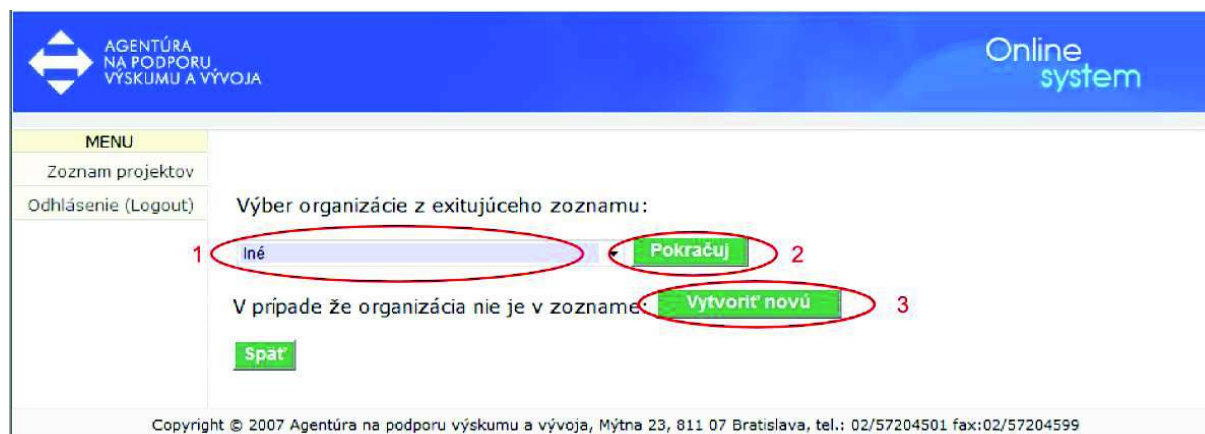 AGENTÚRA
NA PODPORU
VÝSKUMU A VÝVOJA
Online
system
MENU
Zoznam projektov
Odhlásenie (Logout)
Výber organizácie z exitujúceho zoznamu:
1 Iné Pokračuj 2
V prípade že organizácia nie je v zozname: Vytvoriť novú 3
Späť
Copyright © 2007 Agentúra na podporu výskumu a vývoja, Mýtna 23, 811 07 Bratislava, tel.: 02/57204501 fax:02/57204599